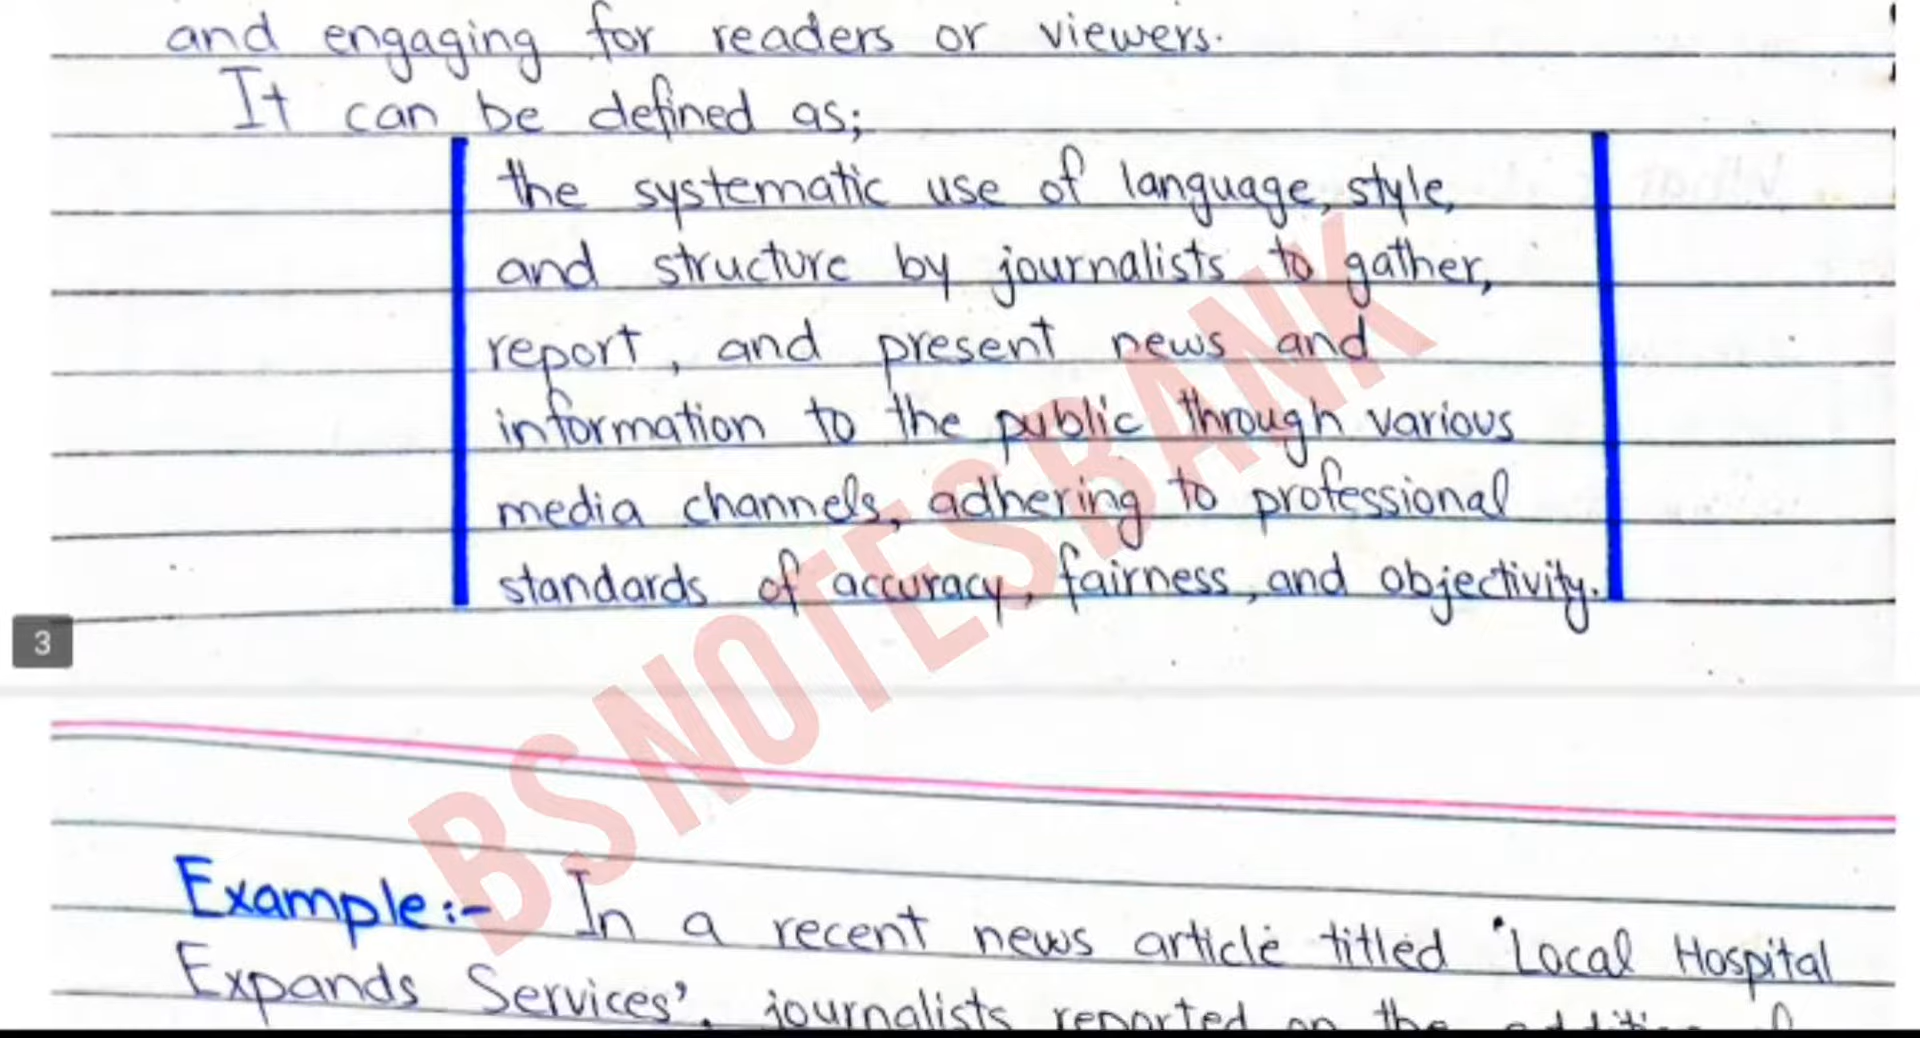 and engaging for readers or viewers.
It can be defined as;
the systematic use of language, style,
and structure by journalists to gather,
report, and present news and
information to the public through various
media channels, adhering to professional
standards of accuracy, fairness, and objectivity.
3
BSNOTESBANK
Example:- In a recent news article titled 'Local Hospital
Expands Services', journalists reported on the